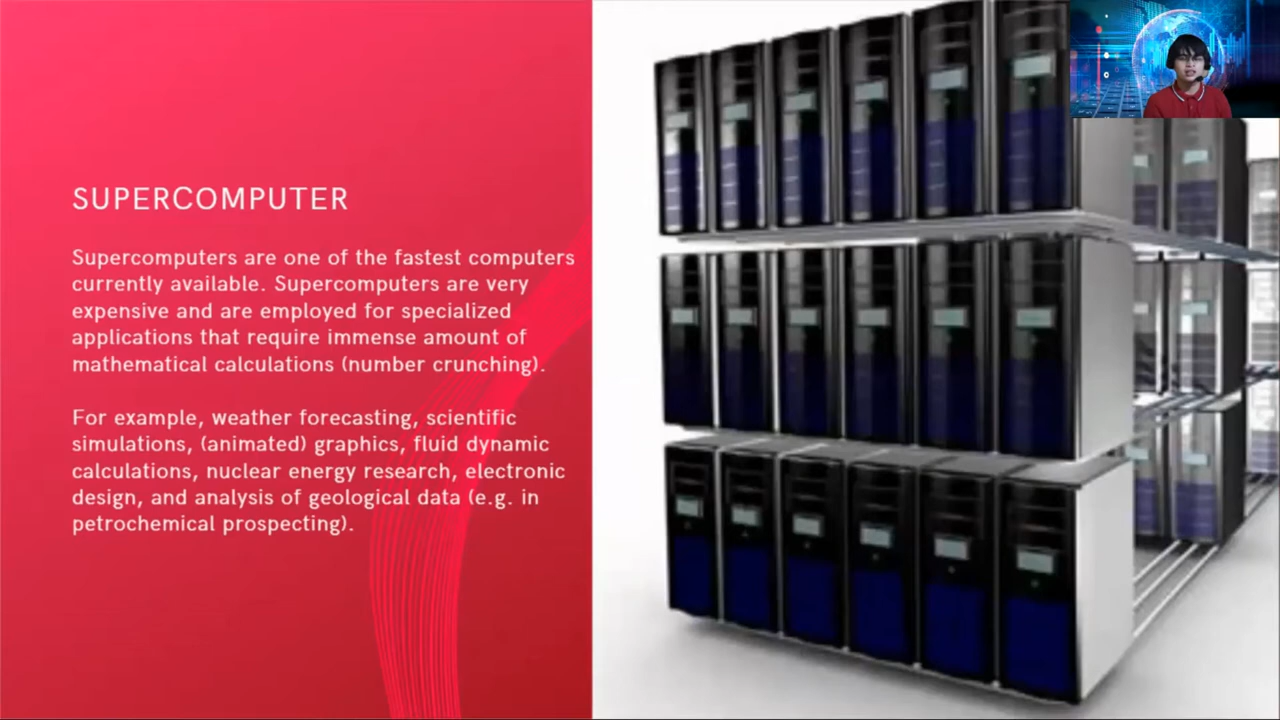 SUPERCOMPUTER
Supercomputers are one of the fastest computers
currently available. Supercomputers are very
expensive and are employed for specialized
applications that require immense amount of
mathematical calculations (number crunching).
For example, weather forecasting, scientific
simulations, (animated) graphics, fluid dynamic
calculations, nuclear energy research, electronic
design, and analysis of geological data (e.g. in
petrochemical prospecting).